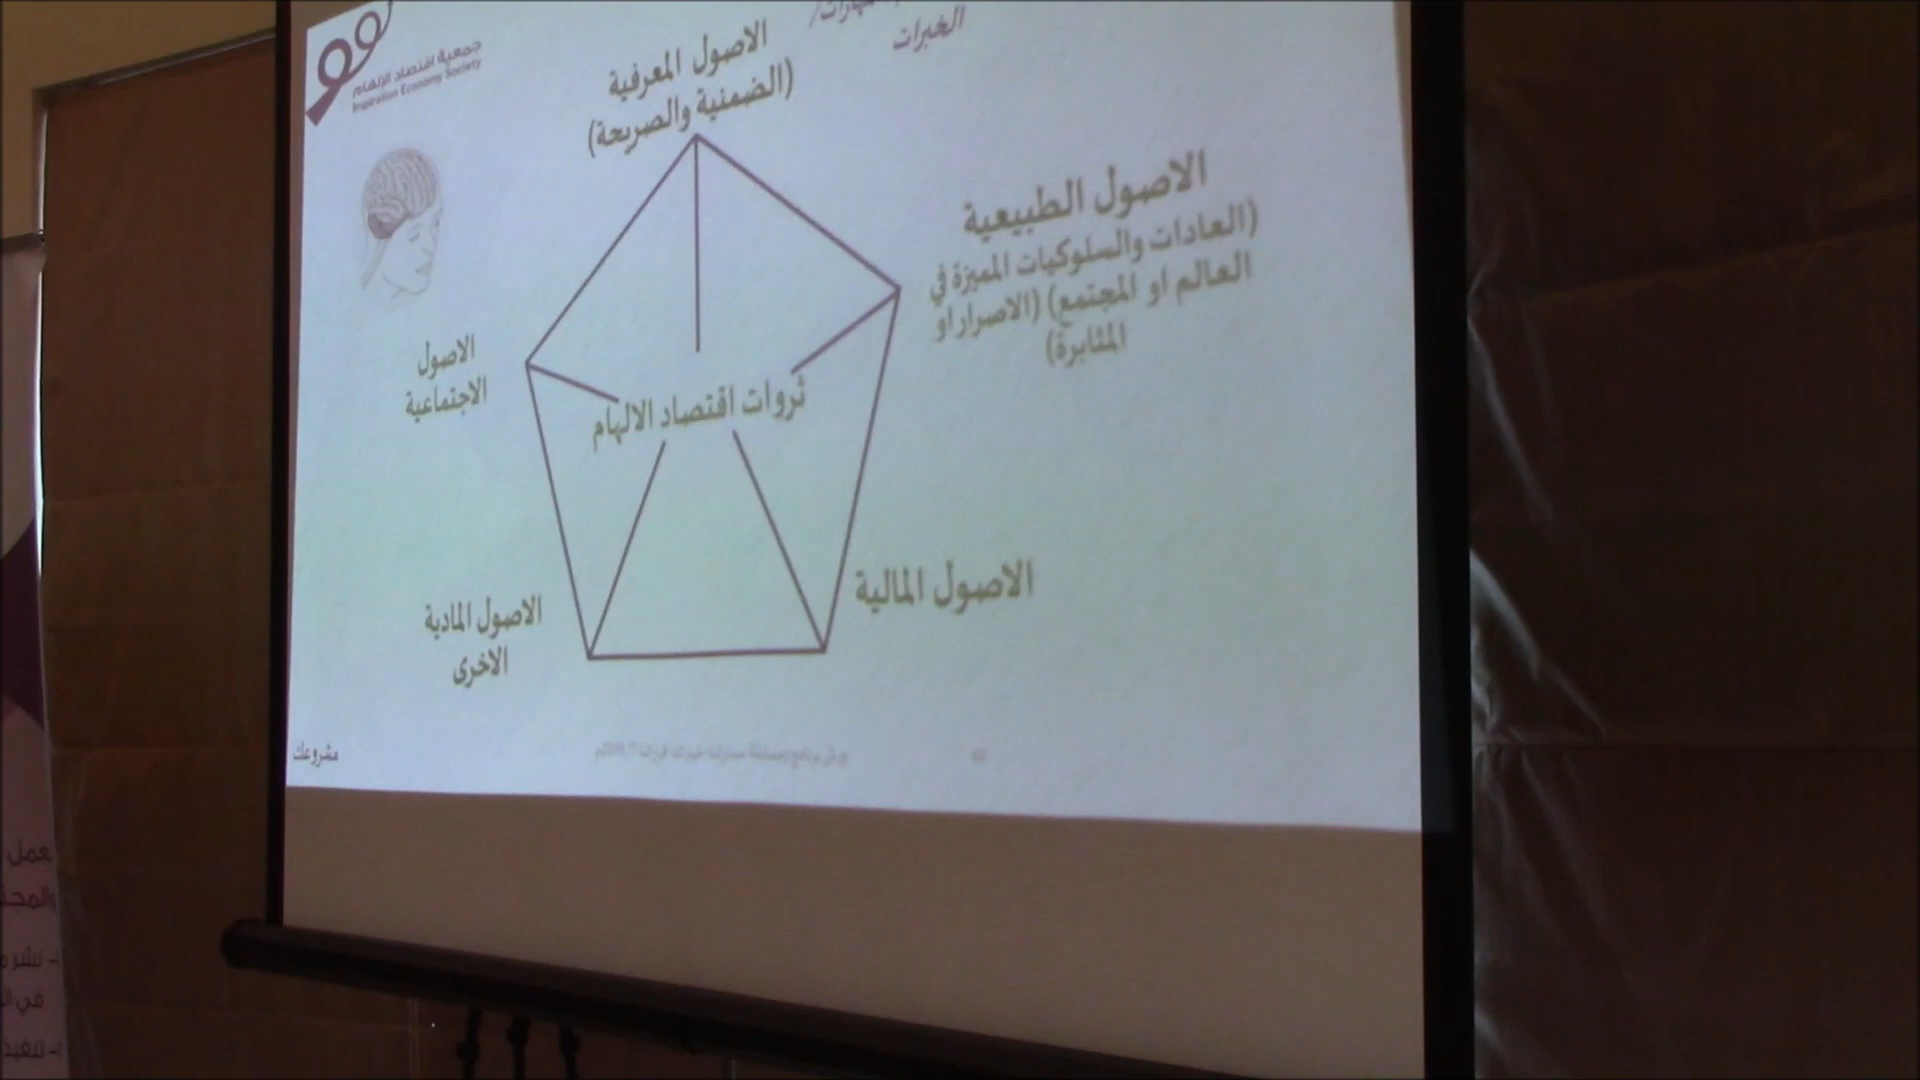 جمعية اقتصاد الإلهام
Inspiration Economy Society
الخبرات
الاصول المعرفية
(الضمنية والصريحة)
الاصول الطبيعية
(العادات والسلوكيات المميزة في
العالم او المجتمع) (الاصرار او
المثابرة)
الاصول
الاجتماعية
ثروات اقتصاد الالهام
الاصول المالية
الاصول المادية
الاخرى
مشروعك